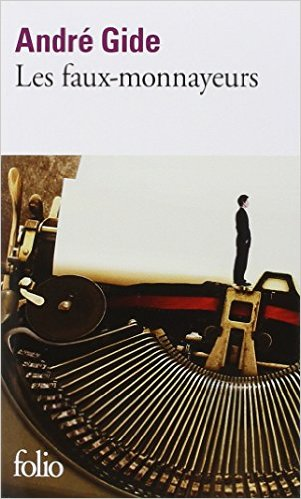 André Gide
Les faux-monnayeurs
folio